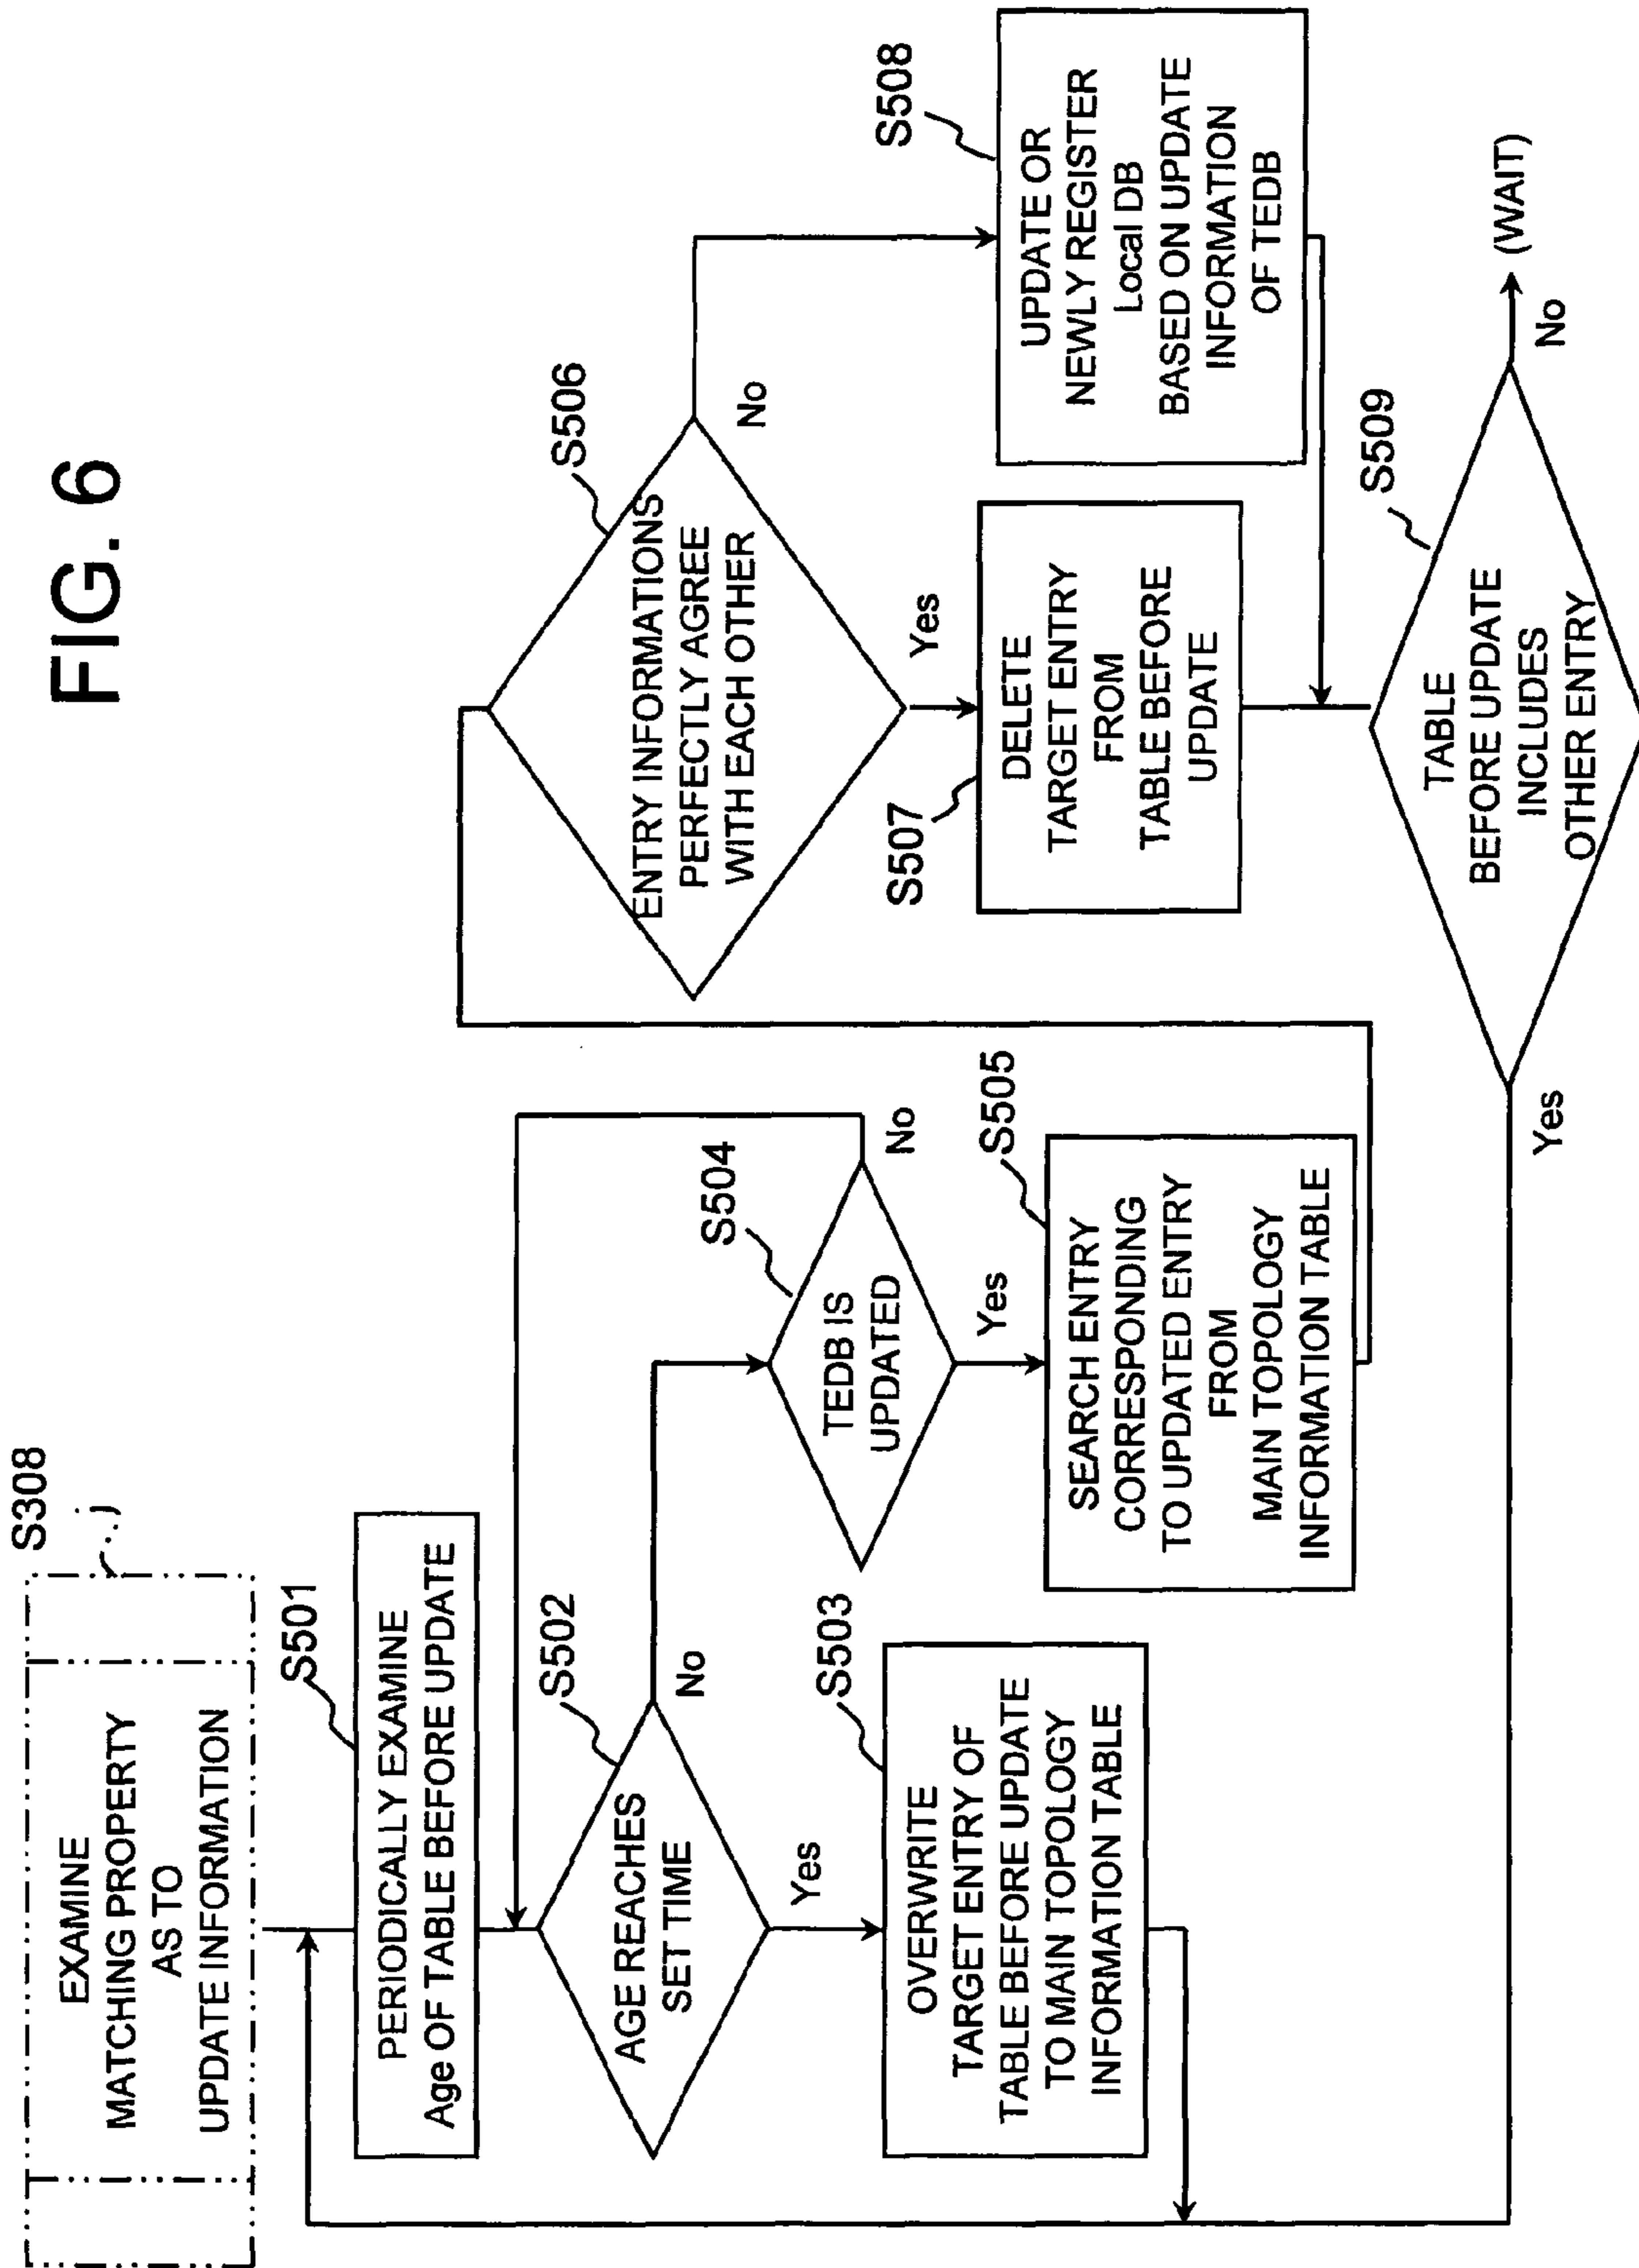 FIG. 6
S308
EXAMINE
MATCHING PROPERTY
AS TO
UPDATE INFORMATION
S501
PERIODICALLY EXAMINE
Age OF TABLE BEFORE UPDATE
S502
AGE REACHES
SET TIME
No
Yes
S503
OVERWRITE
TARGET ENTRY OF
TABLE BEFORE UPDATE
TO MAIN TOPOLOGY
INFORMATION TABLE
S504
TEDB IS
UPDATED
No
Yes
S505
SEARCH ENTRY
CORRESPONDING
TO UPDATED ENTRY
FROM
MAIN TOPOLOGY
INFORMATION TABLE
S506
ENTRY INFORMATIONS
PERFECTLY AGREE
WITH EACH OTHER
No
Yes
S507
DELETE
TARGET ENTRY
FROM
TABLE BEFORE
UPDATE
S508
UPDATE OR
NEWLY REGISTER
Local DB
BASED ON UPDATE
INFORMATION
OF TEDB
S509
TABLE
BEFORE UPDATE
INCLUDES
OTHER ENTRY
Yes
No
(WAIT)